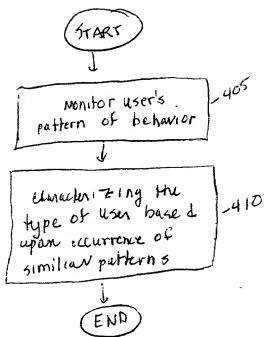 START
Monitor user's
pattern of behavior
405
characterizing the
type of user based
upon occurrence of
similiar patterns
410
END